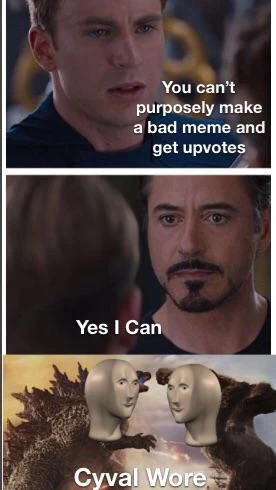 You can't
purposely make
a bad meme and
get upvotes
Yes I Can
Cyval Wore